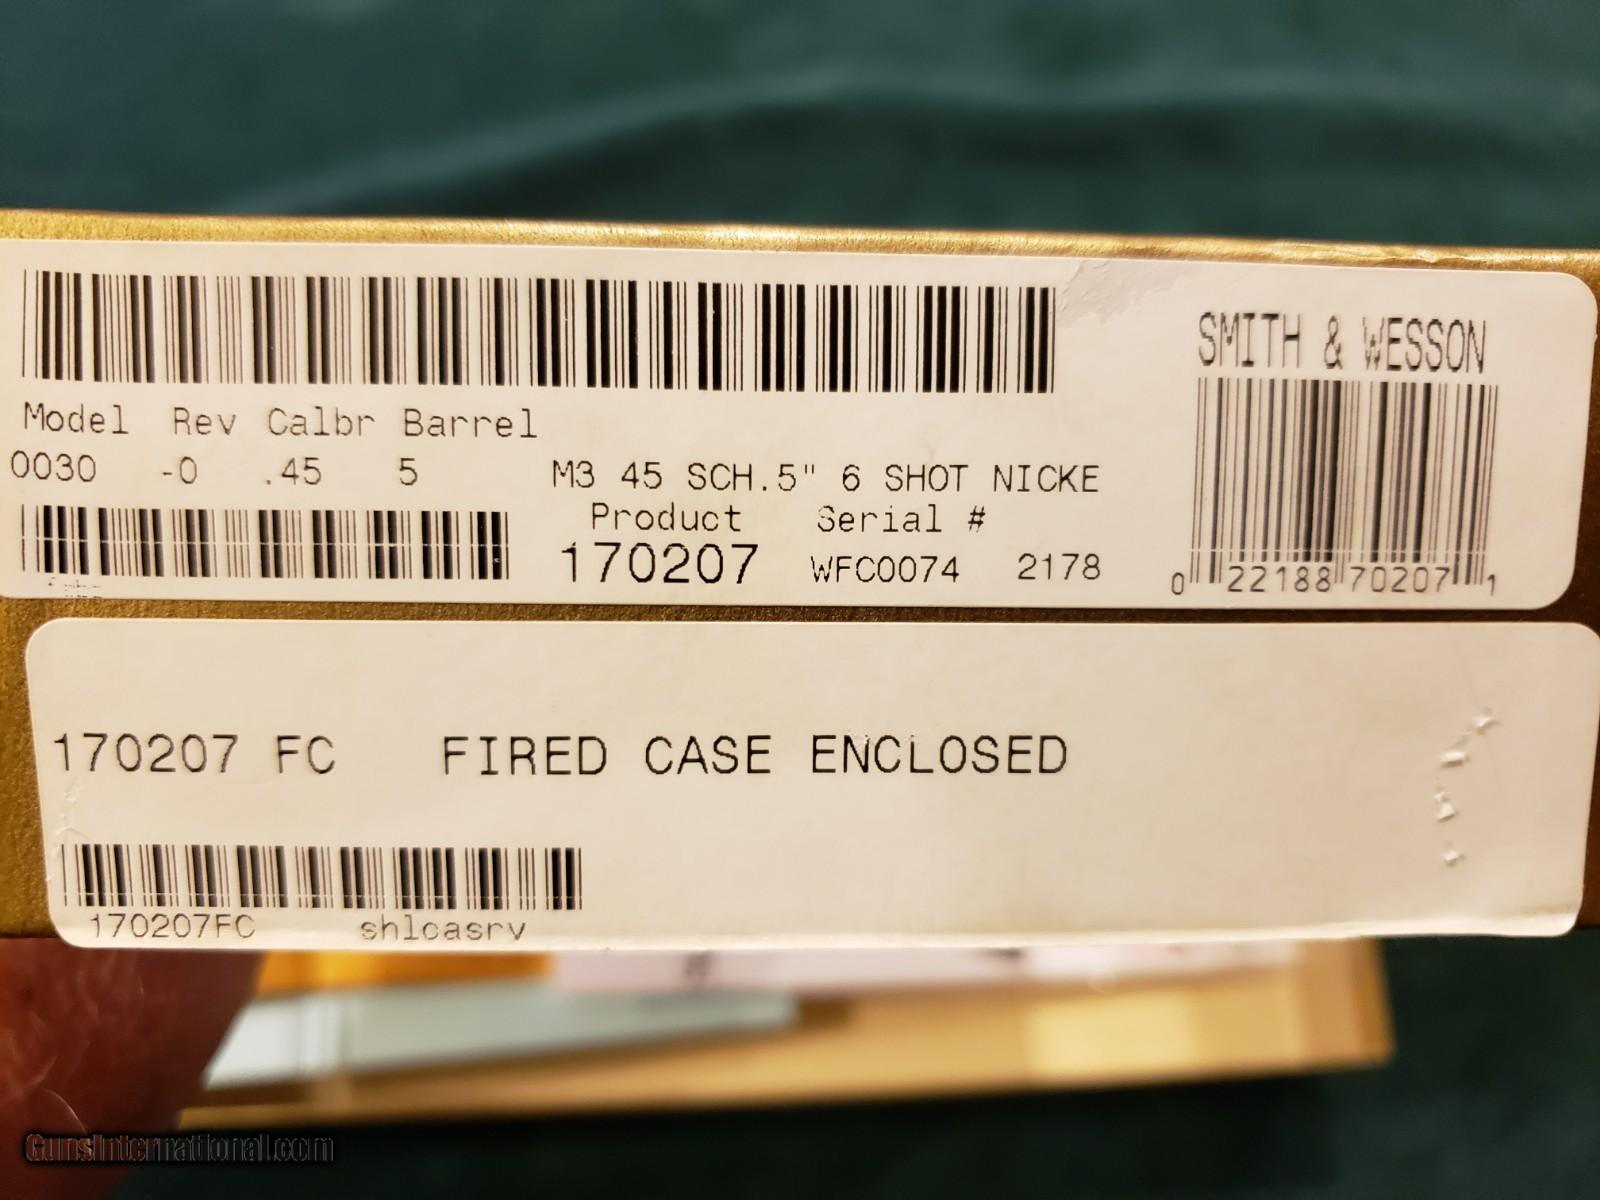 SMITH & WESSON
Model Rev Calbr Barrel
0030 -0 .45 5 M3 45 SCH.5" 6 SHOT NICKE
Product Serial #
170207 WFC0074 2178
0 22188 70207 1
170207 FC FIRED CASE ENCLOSED
170207FC shlcasrv
GunsInternational.com